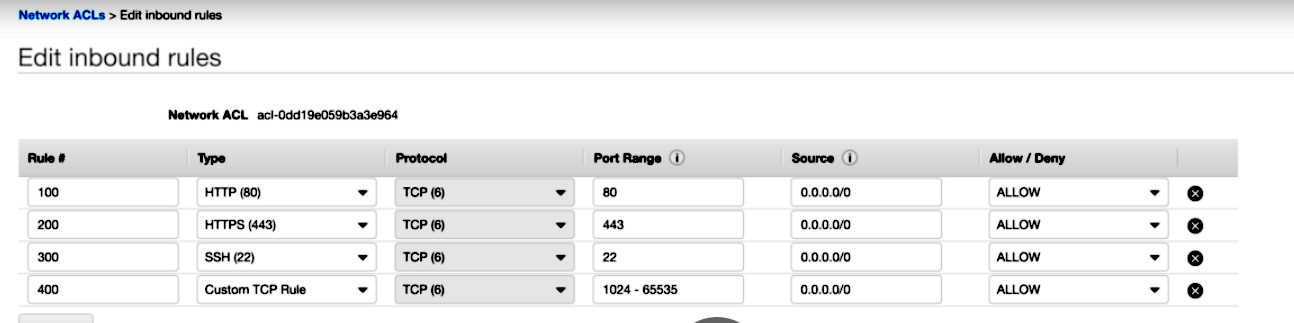 Network ACLs > Edit inbound rules
Edit inbound rules
Network ACL acl-0dd19e059b3a3e964
Rule # Type Protocol Port Range i Source i Allow / Deny
100 HTTP (80) TCP (6) 80 0.0.0.0/0 ALLOW
200 HTTPS (443) TCP (6) 443 0.0.0.0/0 ALLOW
300 SSH (22) TCP (6) 22 0.0.0.0/0 ALLOW
400 Custom TCP Rule TCP (6) 1024 - 65535 0.0.0.0/0 ALLOW